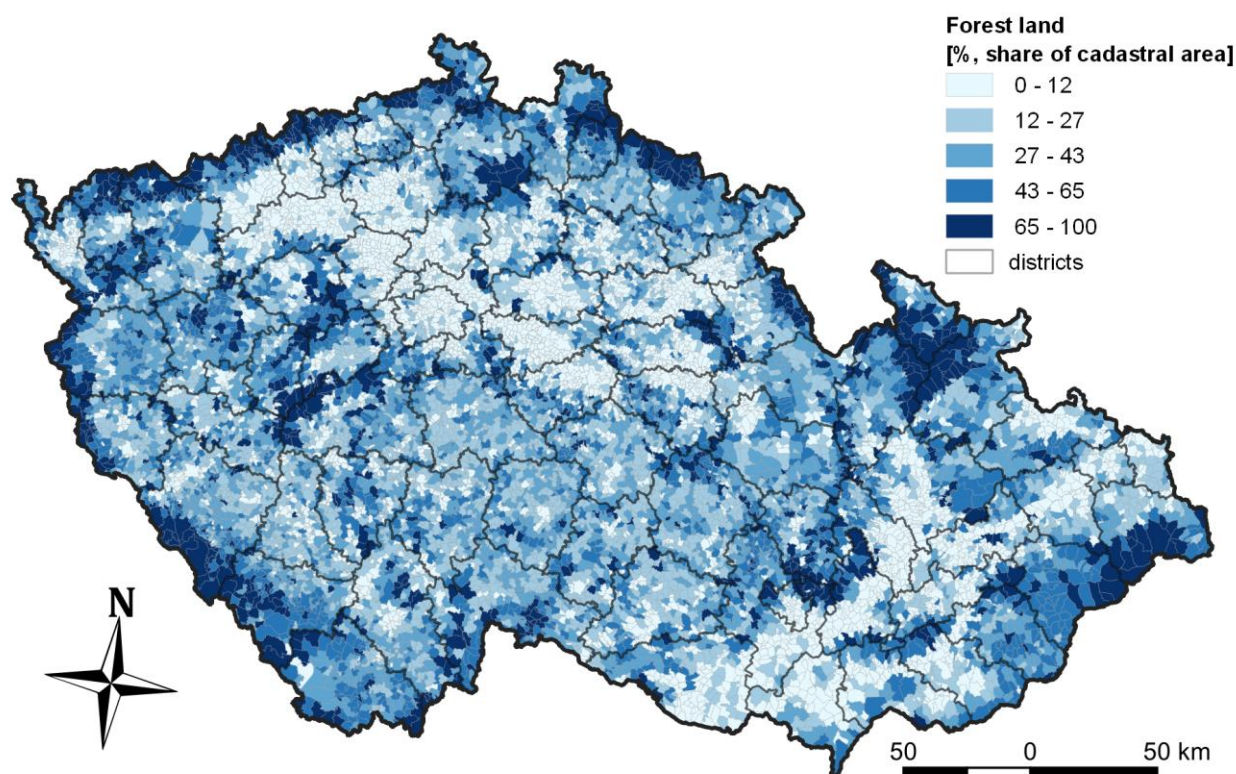 Forest land
[%, share of cadastral area]
0 - 12
12 - 27
27 - 43
43 - 65
65 - 100
districts
N
50 0 50 km